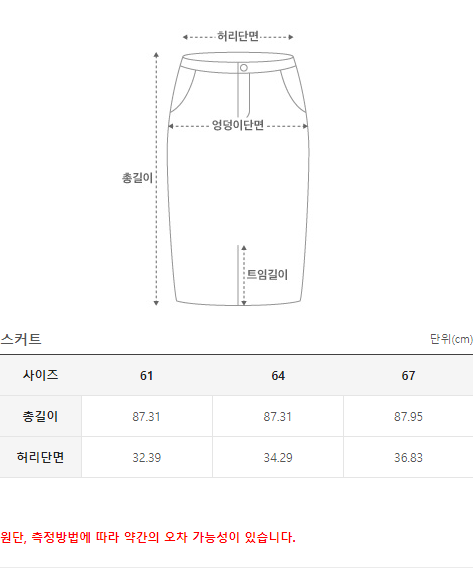 허리단면
엉덩이단면
총길이
트임길이
스커트 단위(cm)
사이즈 61 64 67
총길이 87.31 87.31 87.95
허리단면 32.39 34.29 36.83
원단, 측정방법에 따라 약간의 오차 가능성이 있습니다.